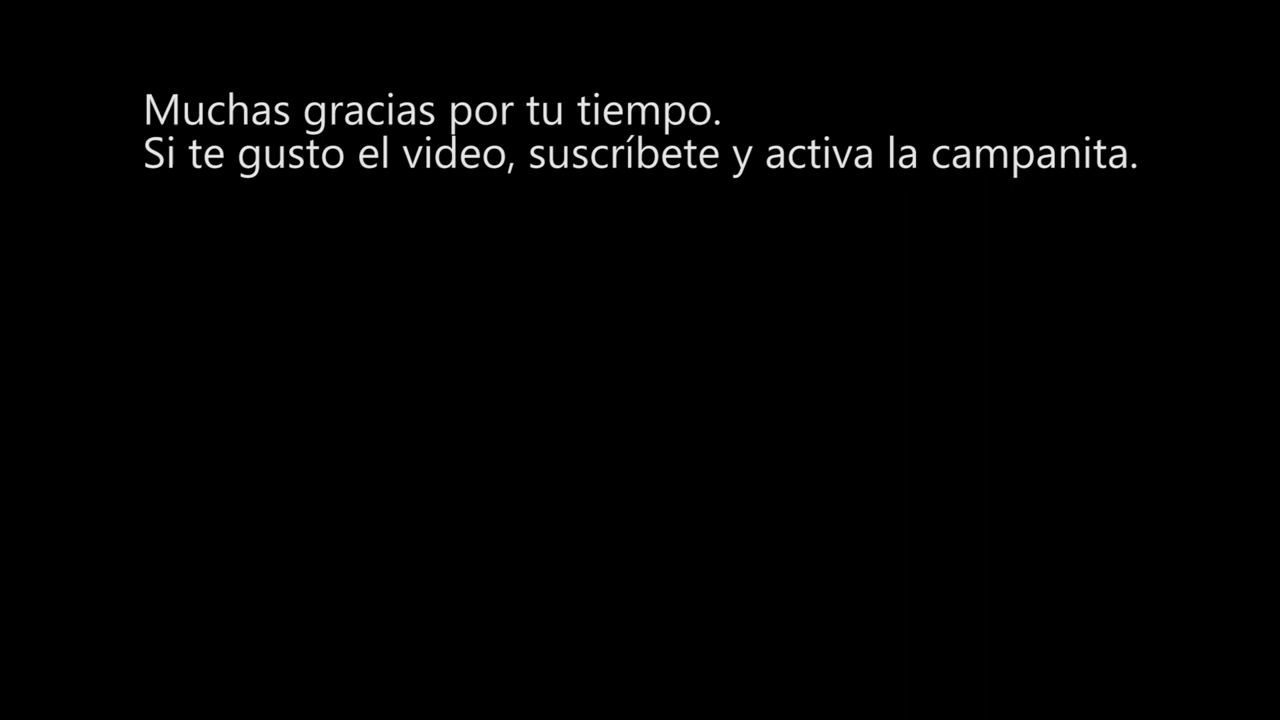 Muchas gracias por tu tiempo.
Si te gusto el video, suscríbete y activa la campanita.